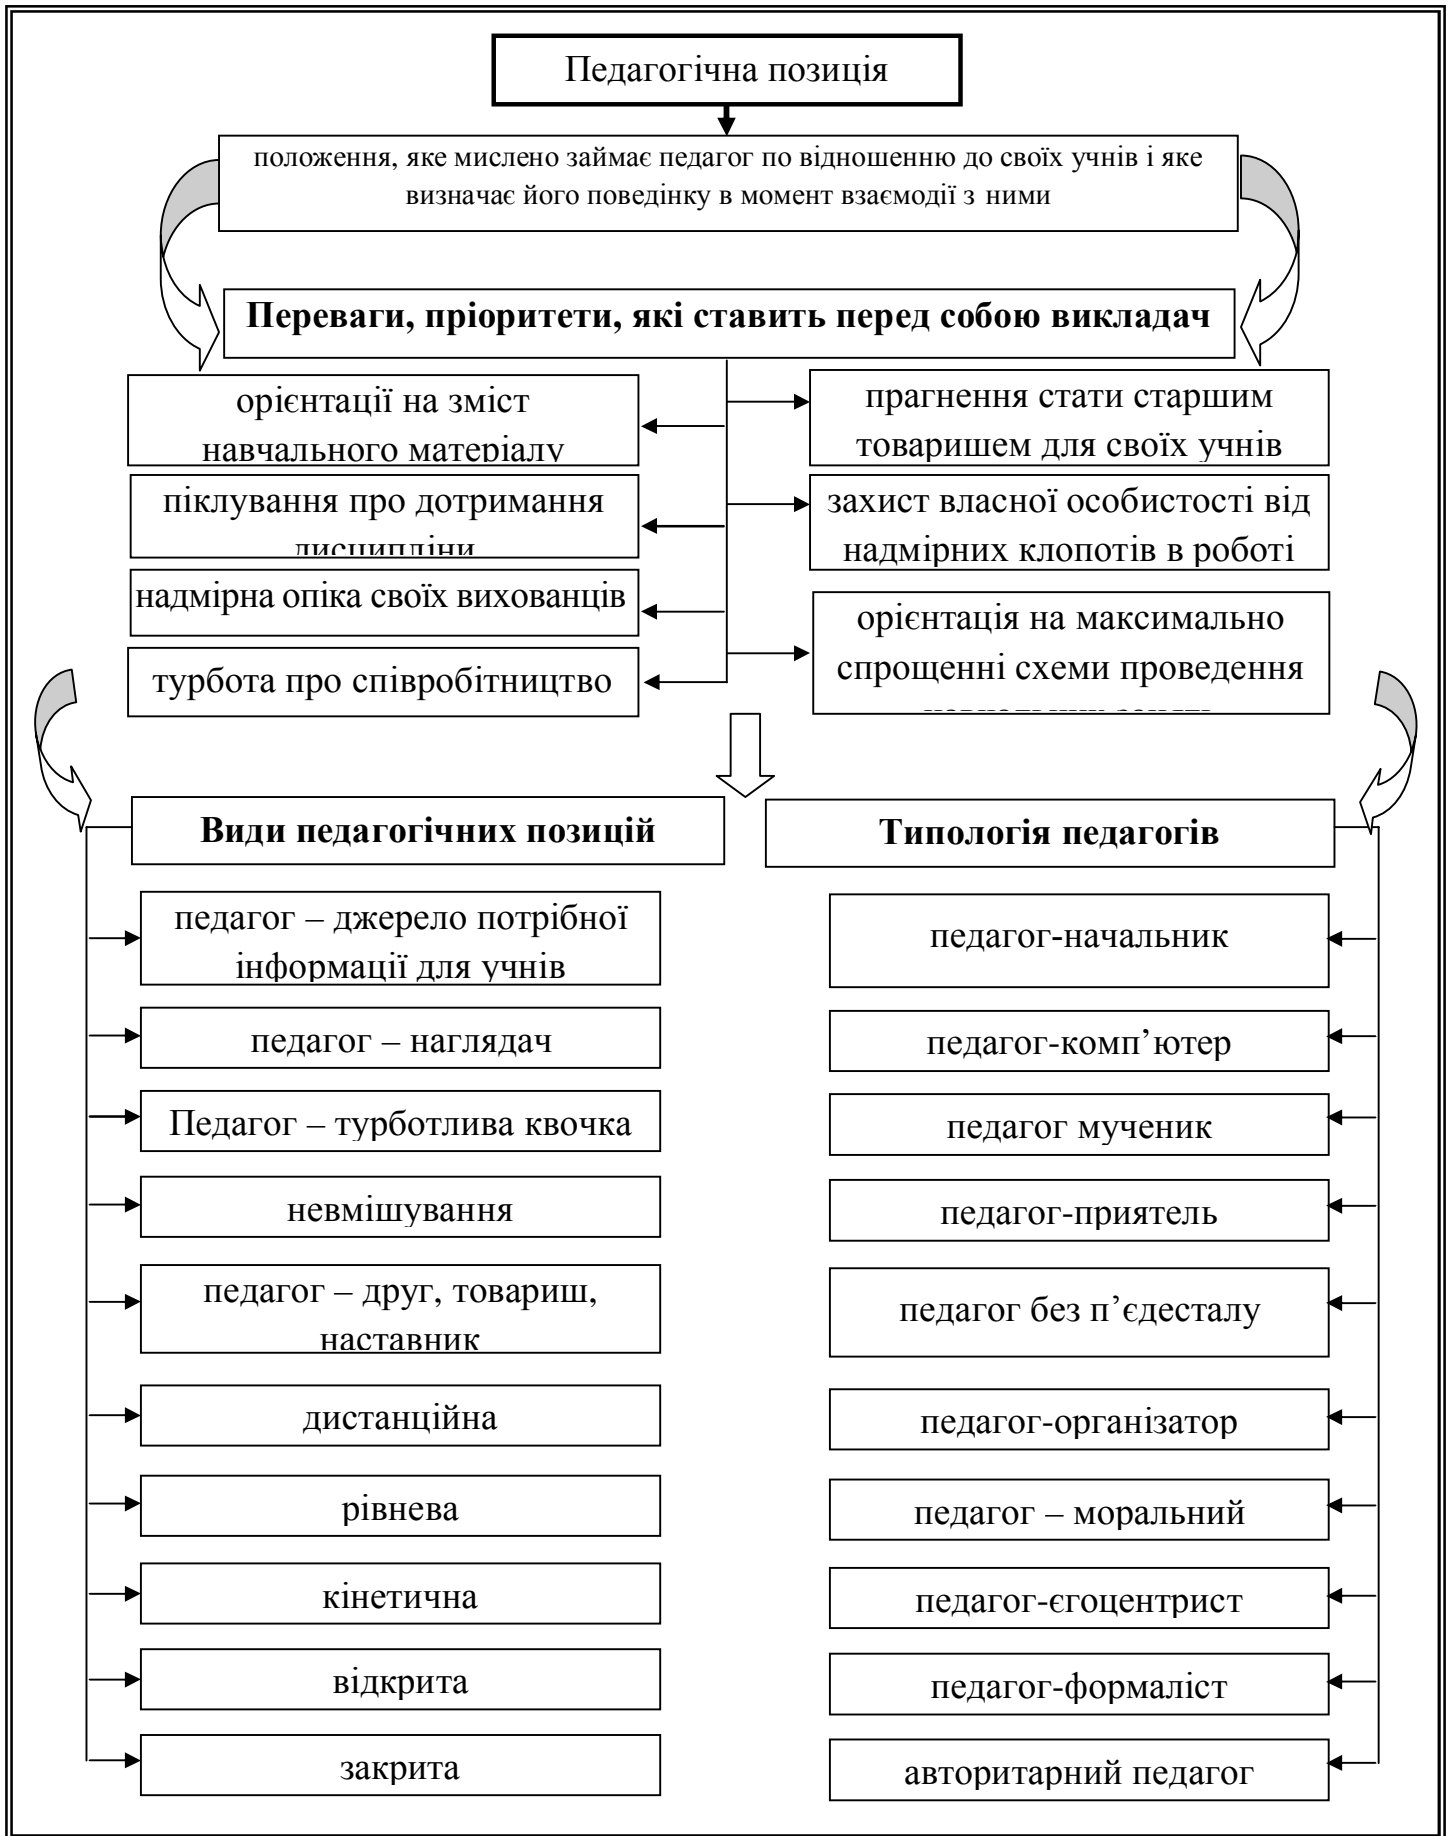 Педагогічна позиція
положення, яке мислено займає педагог по відношенню до своїх учнів і яке
визначає його поведінку в момент взаємодії з ними
Переваги, пріоритети, які ставить перед собою викладач
орієнтації на зміст
навчального матеріалу
піклування про дотримання
дисципліни
надмірна опіка своїх вихованців
турбота про співробітництво
прагнення стати старшим
товаришем для своїх учнів
захист власної особистості від
надмірних клопотів в роботі
орієнтація на максимально
спрощенні схеми проведення
Види педагогічних позицій
педагог – джерело потрібної
інформації для учнів
педагог – наглядач
Педагог – турботлива квочка
невмішування
педагог – друг, товариш,
наставник
дистанційна
рівнева
кінетична
відкрита
закрита
Типологія педагогів
педагог-начальник
педагог-комп’ютер
педагог мученик
педагог-приятель
педагог без п’єдесталу
педагог-організатор
педагог – моральний
педагог-єгоцентрист
педагог-формаліст
авторитарний педагог